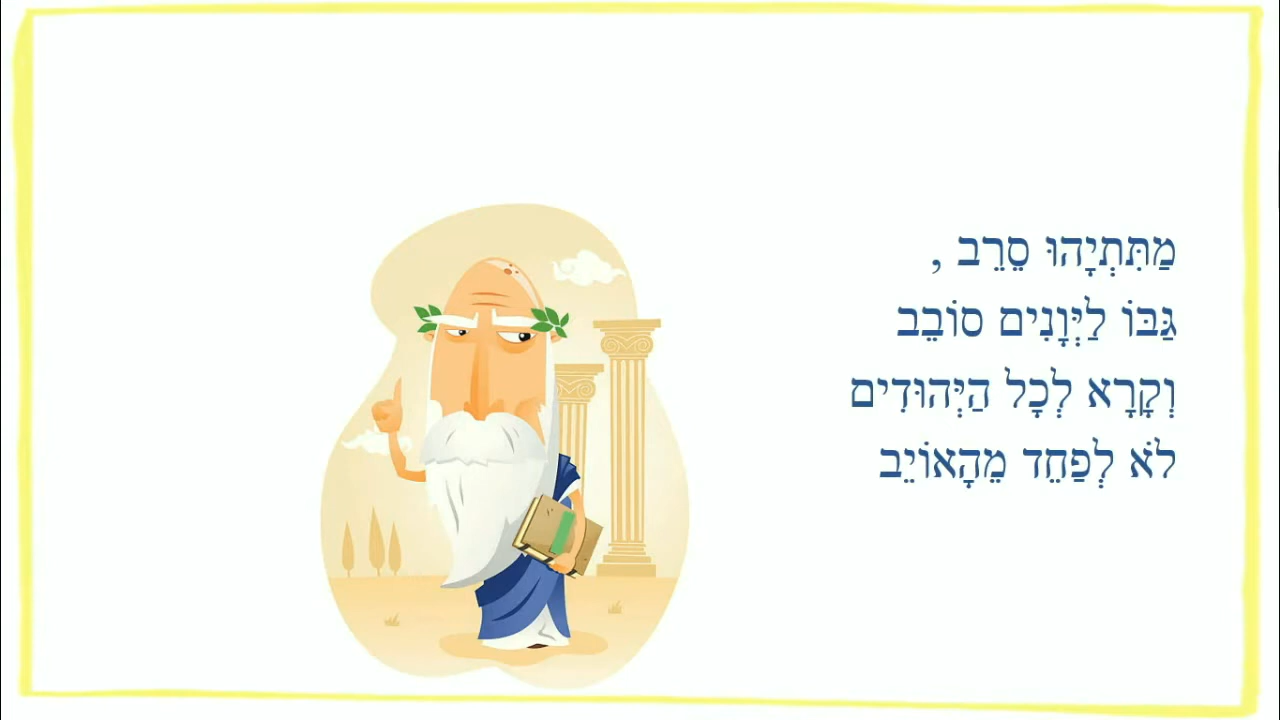 מַתִּתְיָהוּ סֵרֵב ,
גַּבּוֹ לַיְּוָנִים סוֹבֵב
וְקָרָא לְכָל הַיְּהוּדִים
לֹא לְפַחֵד מֵהָאוֹיֵב